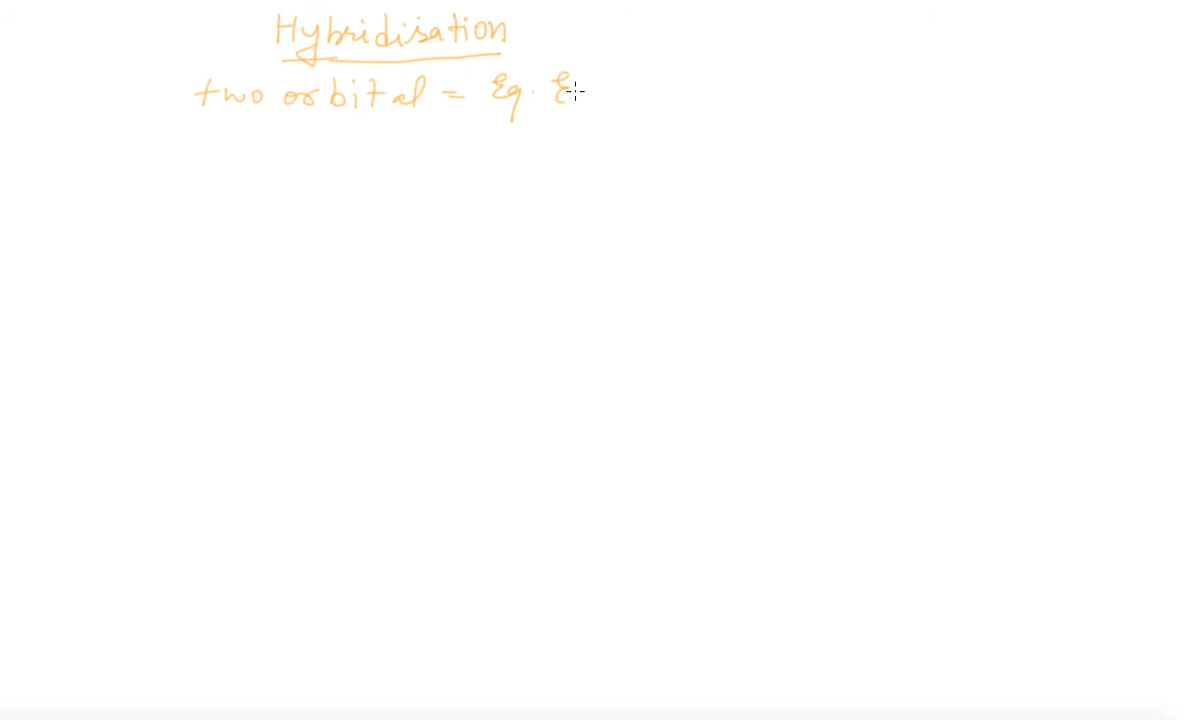 Hybridisation
two orbital = Eq. E